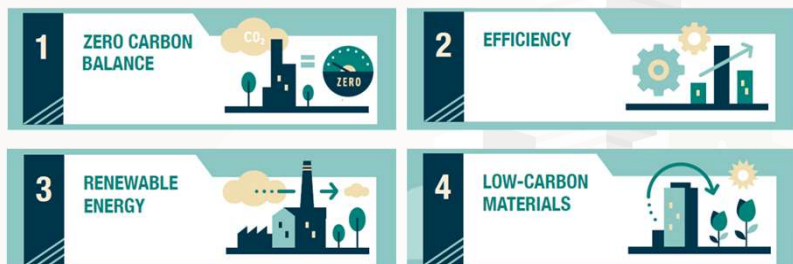 1
ZERO CARBON
BALANCE
CO₂
ZERO
2
EFFICIENCY
3
RENEWABLE
ENERGY
4
LOW-CARBON
MATERIALS